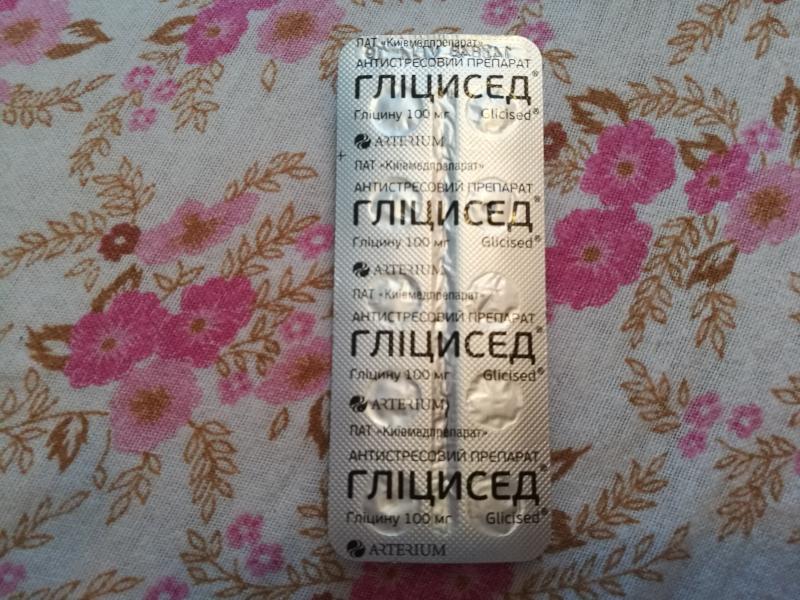 ПАТ «Київмедпрепарат»
АНТИСТРЕСОВИЙ ПРЕПАРАТ
ГЛІЦИСЕД®
Гліцину 100 мг Glicised®
ARTERIUM
ПАТ «Київмедпрепарат»
АНТИСТРЕСОВИЙ ПРЕПАРАТ
ГЛІЦИСЕД®
Гліцину 100 мг Glicised®
ARTERIUM
ПАТ «Київмедпрепарат»
АНТИСТРЕСОВИЙ ПРЕПАРАТ
ГЛІЦИСЕД®
Гліцину 100 мг Glicised®
ARTERIUM
ПАТ «Київмедпрепарат»
АНТИСТРЕСОВИЙ ПРЕПАРАТ
ГЛІЦИСЕД®
Гліцину 100 мг Glicised®
ARTERIUM